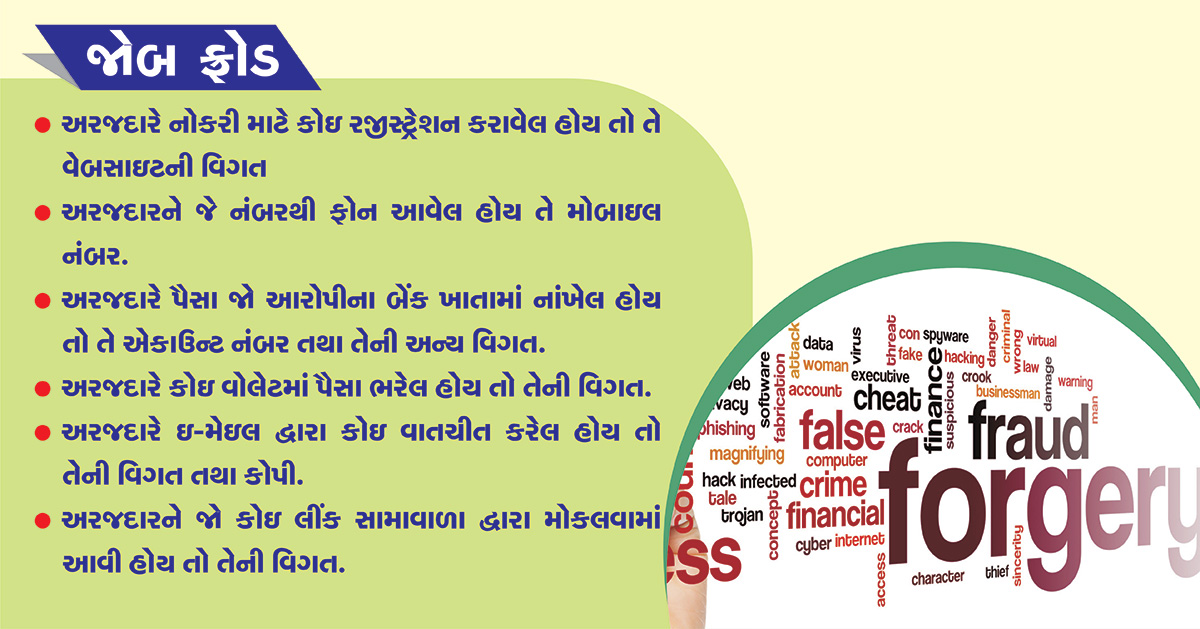 જોબ ફ્રોડ
અરજદારે નોકરી માટે કોઇ રજીસ્ટ્રેશન કરાવેલ હોય તો તે
વેબસાઇટની વિગત
અરજદારને જે નંબરથી ફોન આવેલ હોય તે મોબાઇલ
નંબર.
અરજદારે પૈસા જો આરોપીના બેંક ખાતામાં નાંખેલ હોય
તો તે એકાઉન્ટ નંબર તથા તેની અન્ય વિગત.
અરજદારે કોઇ વોલેટમાં પૈસા ભરેલ હોય તો તેની વિગત.
અરજદારે ઇ-મેઇલ દ્વારા કોઇ વાતચીત કરેલ હોય તો
તેની વિગત તથા કોપી.
અરજદારને જો કોઇ લીંક સામાવાળા દ્વારા મોકલવામાં
આવી હોય તો તેની વિગત.
attack
data
virus
threat
con
spyware
danger
criminal
wrong
virtual
fake
hacking
law
software
fabrication
woman
executive
finance
suspicious
crook
damage
warning
web
account
businessman
vacy
cheat
man
phishing
false
crack
fraud
magnifying
computer
forgery
hack
infected
crime
tale
trojan
concept
financial
cyber
internet
ess
access
character
thief
sincerity